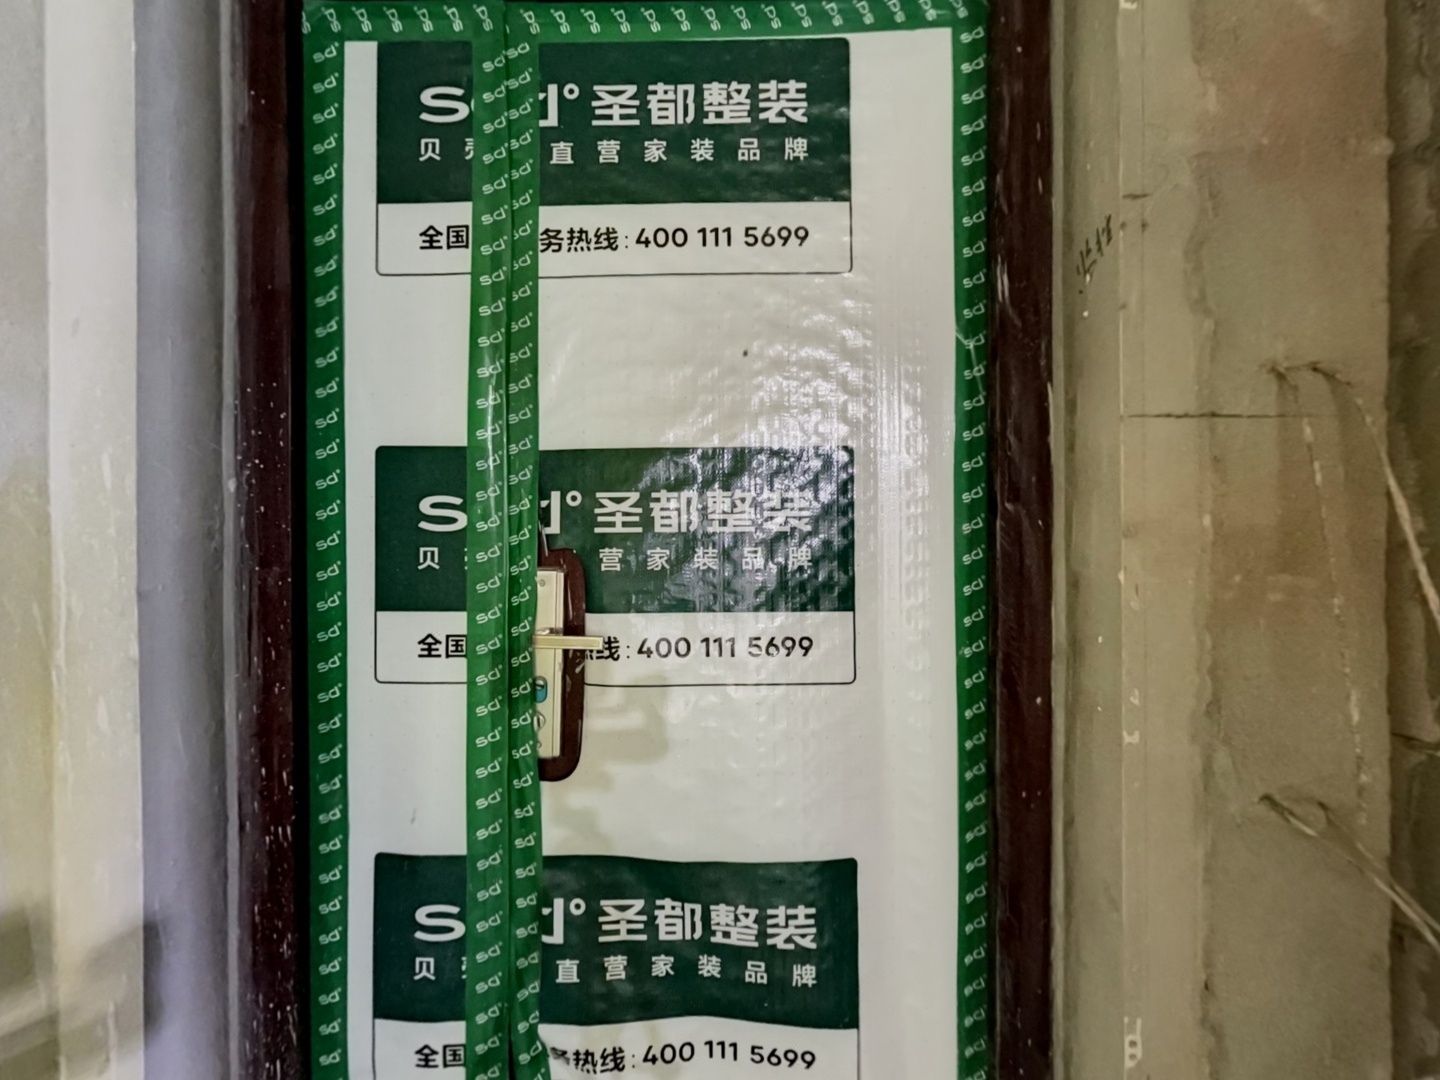 sd° 圣都整装
贝壳 直营家装品牌
全国 务热线:400 111 5699
sd° 圣都整装
贝 营家装品牌
全国 线:400 111 5699
sd° 圣都整装
贝 直营家装品牌
全国 务热线:400 111 5699